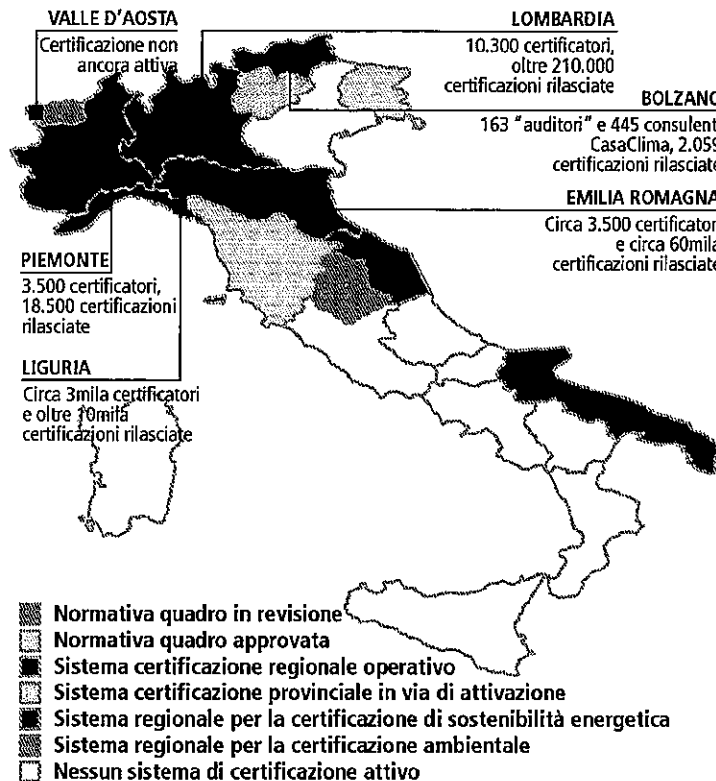 VALLE D'AOSTA
Certificazione non
ancora attiva
LOMBARDIA
10.300 certificatori,
oltre 210.000
certificazioni rilasciate
BOLZANO
163 "auditori" e 445 consulent
CasaClima, 2.059
certificazioni rilasciate
EMILIA ROMAGNA
Circa 3.500 certificator
e circa 60mila
certificazioni rilasciate
PIEMONTE
3.500 certificatori,
18.500 certificazioni
rilasciate
LIGURIA
Circa 3mila certificatori
e oltre 10mila
certificazioni rilasciate
Normativa quadro in revisione
Normativa quadro approvata
Sistema certificazione regionale operativo
Sistema certificazione provinciale in via di attivazione
Sistema regionale per la certificazione di sostenibilità energetica
Sistema regionale per la certificazione ambientale
Nessun sistema di certificazione attivo